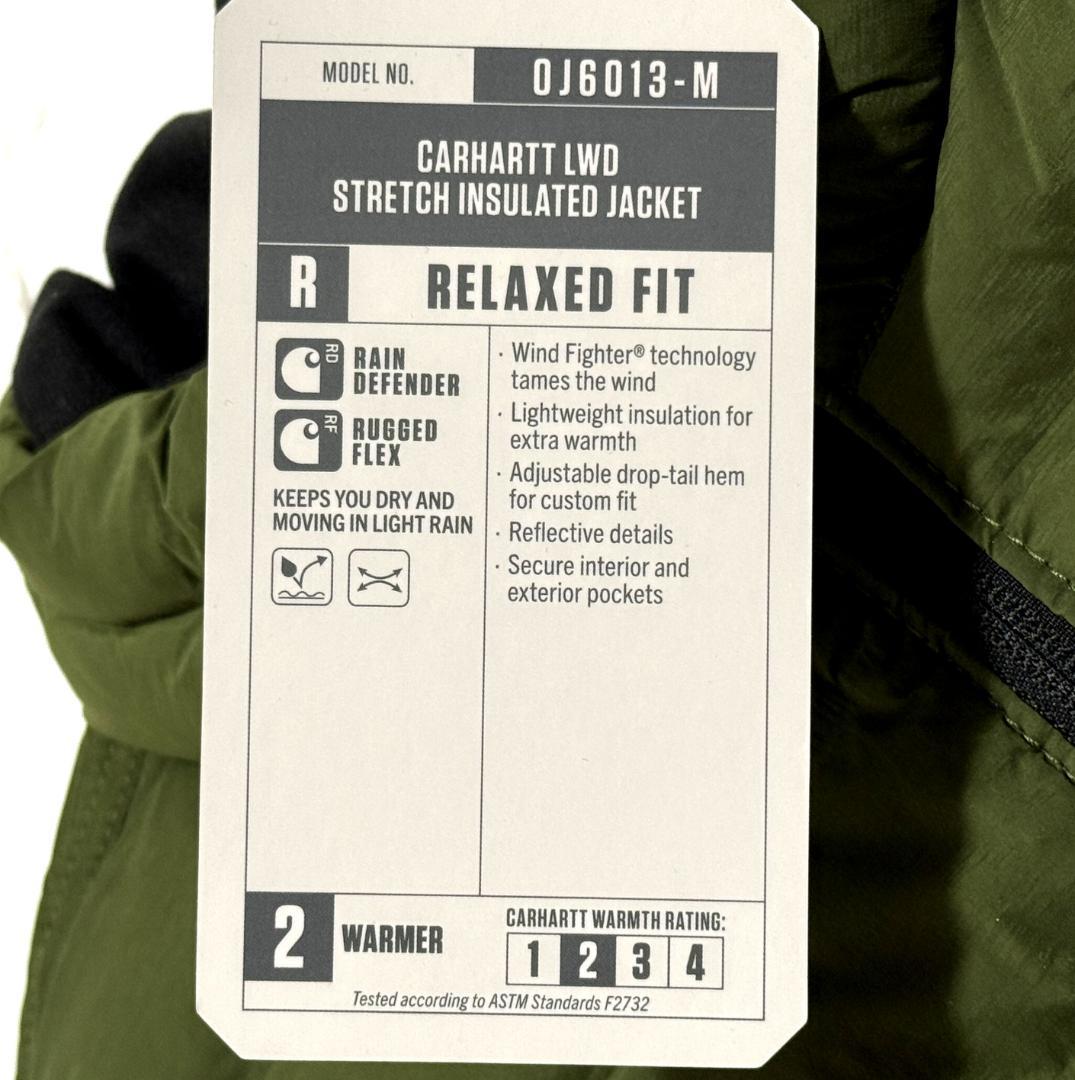 MODEL NO. OJ6013-M
CARHARTT LWD
STRETCH INSULATED JACKET
R RELAXED FIT
RD
RAIN
DEFENDER
RF
RUGGED
FLEX
KEEPS YOU DRY AND
MOVING IN LIGHT RAIN
· Wind Fighter® technology
tames the wind
· Lightweight insulation for
extra warmth
· Adjustable drop-tail hem
for custom fit
· Reflective details
· Secure interior and
exterior pockets
2 WARMER
CARHARTT WARMTH RATING:
1 2 3 4
Tested according to ASTM Standards F2732